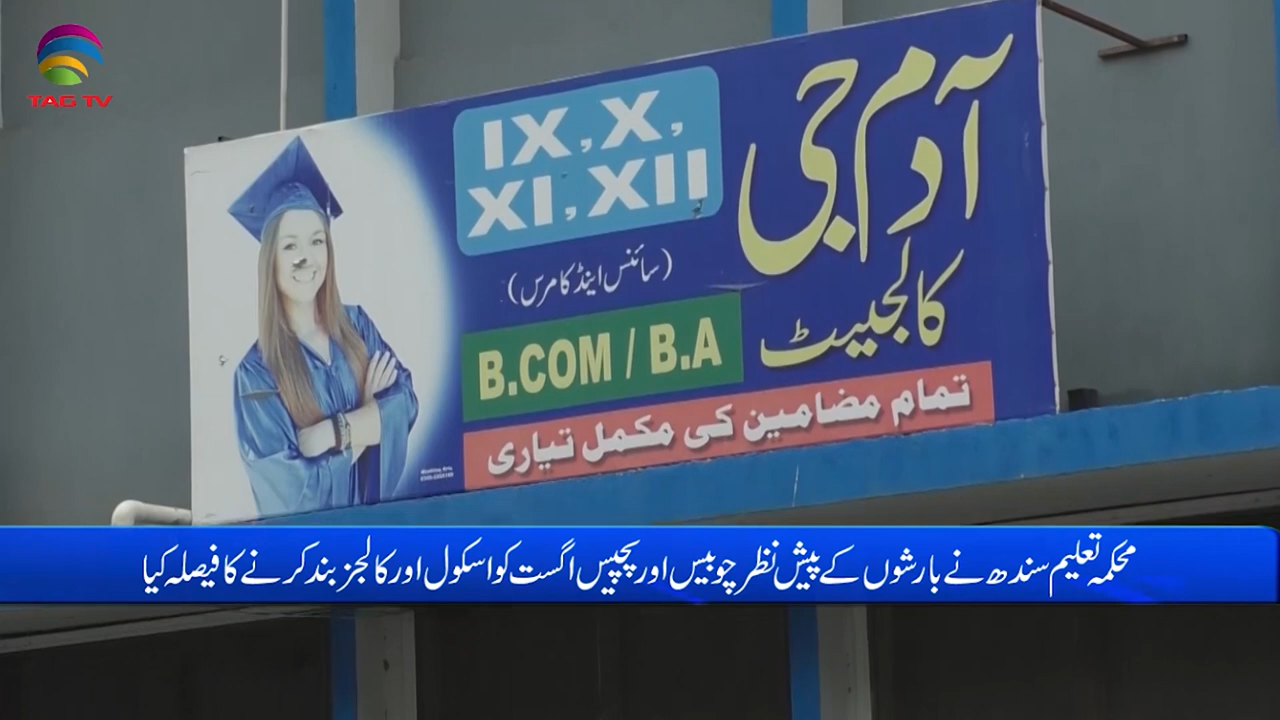 TAG TV
IX, X,
XI, XII
آدم جی
(سائنس اینڈ کامرس)
کالجیٹ
B.COM / B.A
تمام مضامین کی مکمل تیاری
محکمہ تعلیم سندھ نے بارشوں کے پیش نظر چوبیس اور پچیس اگست کو اسکول اور کالجز بند کرنے کا فیصلہ کیا